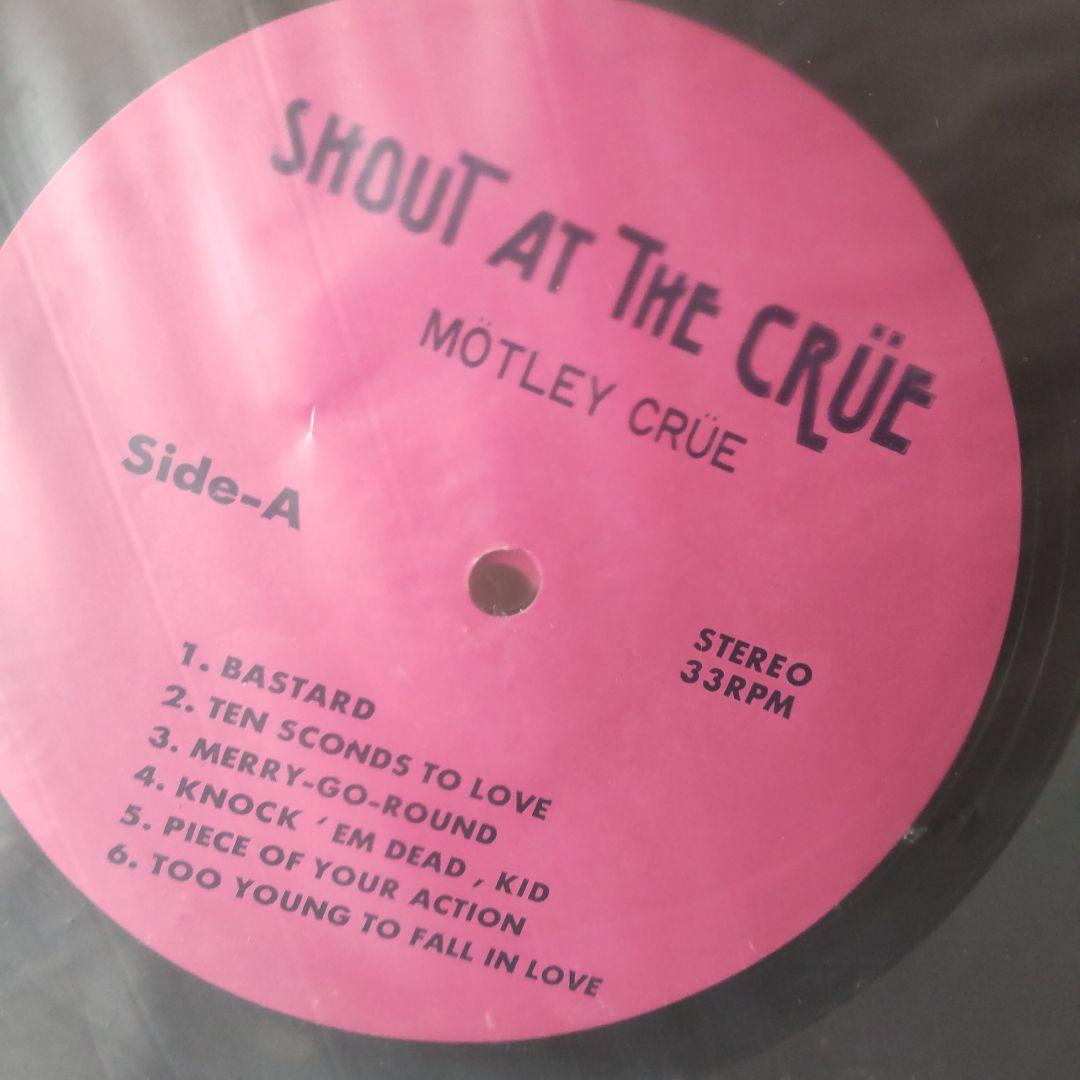 SHOUT AT THE CRÜE
MÖTLEY CRÜE
Side-A
STEREO
33RPM
1. BASTARD
2. TEN SCONDS TO LOVE
3. MERRY-GO-ROUND
4. KNOCK ‘EM DEAD , KID
5. PIECE OF YOUR ACTION
6. TOO YOUNG TO FALL IN LOVE